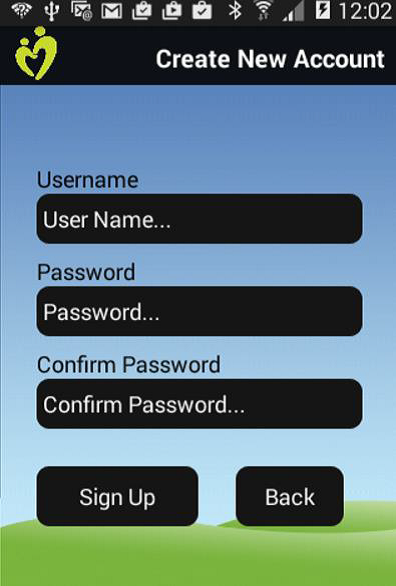 12:02
Create New Account
Username
User Name...
Password
Password...
Confirm Password
Confirm Password...
Sign Up
Back